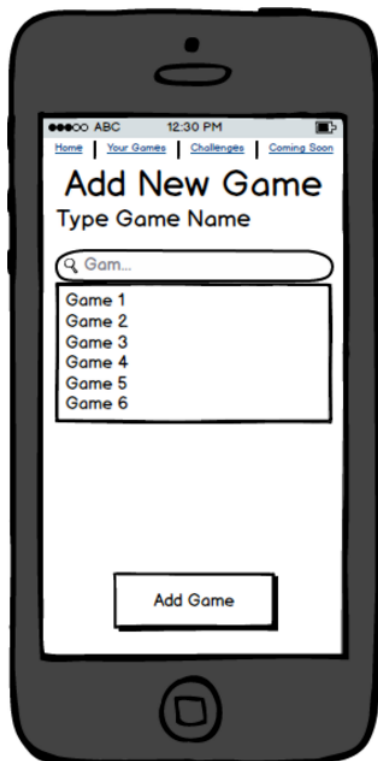 ABC 12:30 PM
Home Your Games Challenges Coming Soon
Add New Game
Type Game Name
Gam...
Game 1
Game 2
Game 3
Game 4
Game 5
Game 6
Add Game